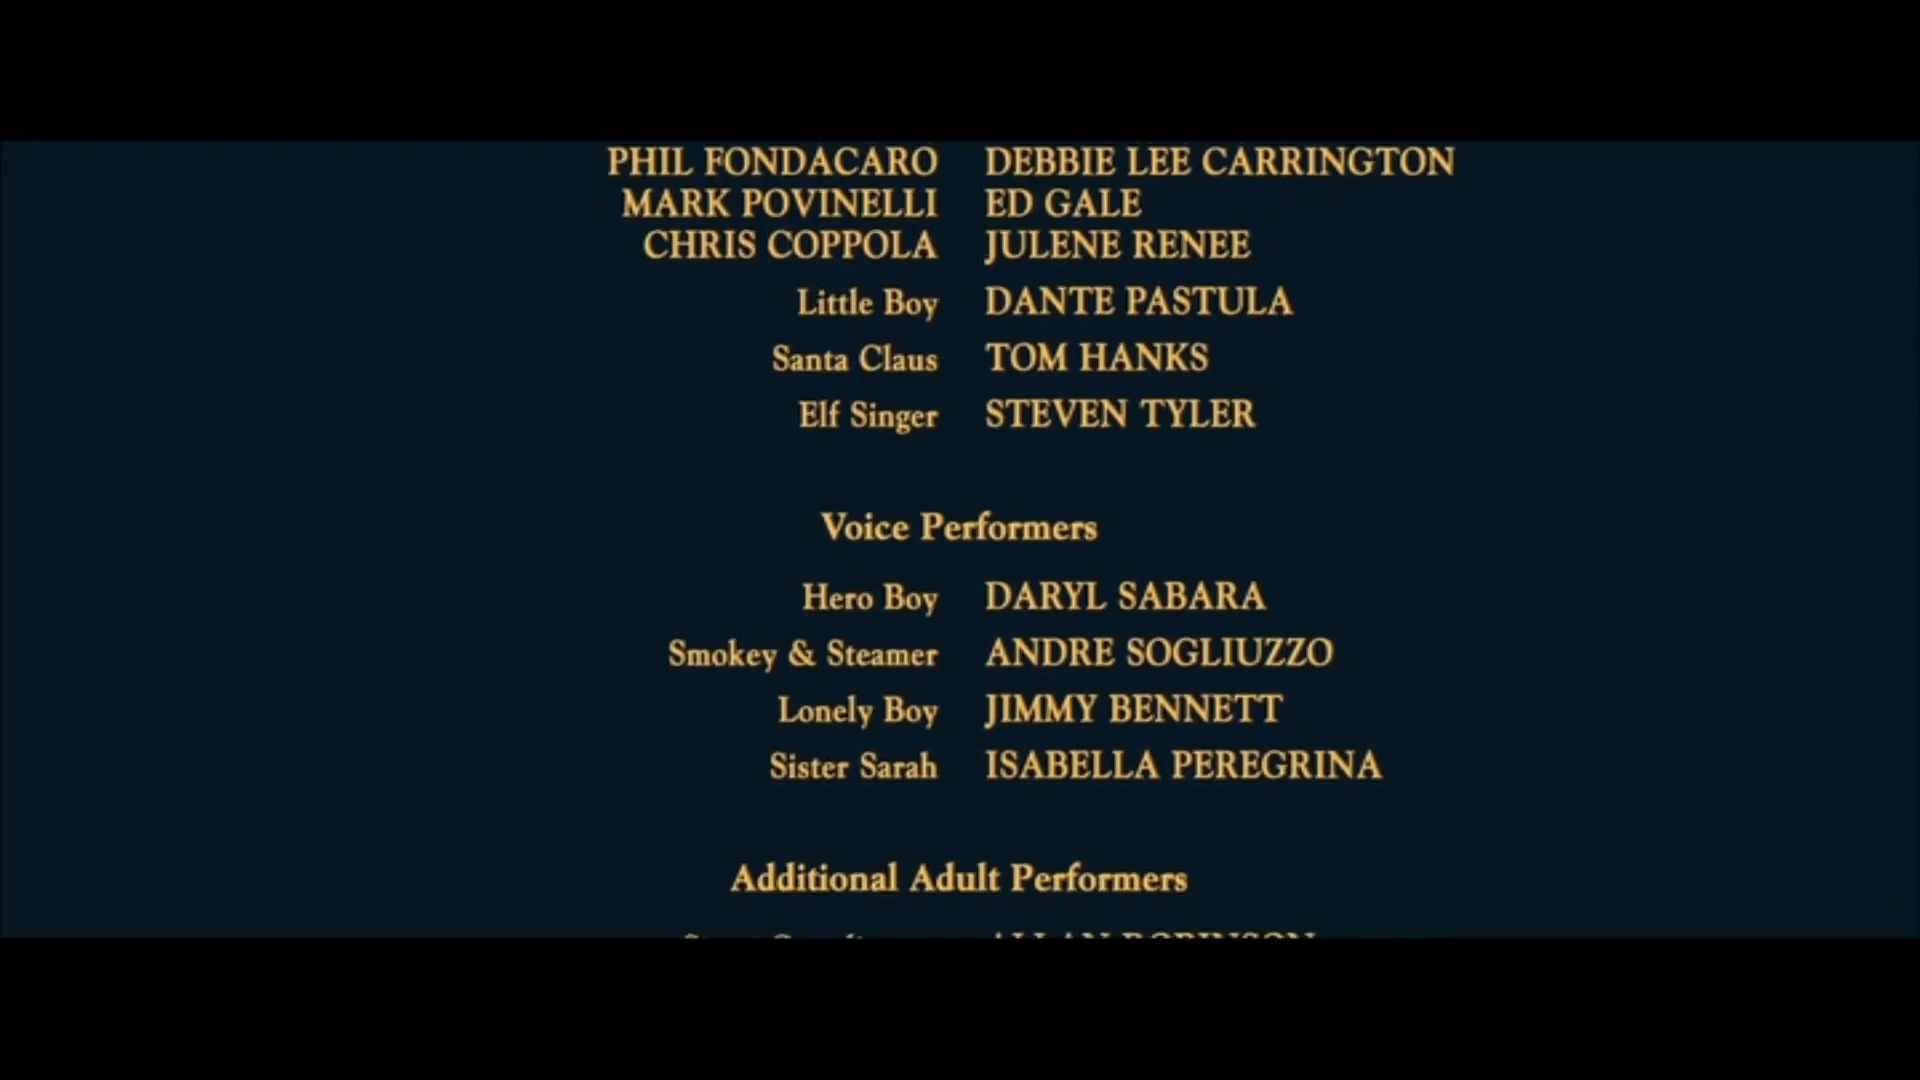 PHIL FONDACARO DEBBIE LEE CARRINGTON
MARK POVINELLI ED GALE
CHRIS COPPOLA JULENE RENEE
Little Boy DANTE PASTULA
Santa Claus TOM HANKS
Elf Singer STEVEN TYLER
Voice Performers
Hero Boy DARYL SABARA
Smokey & Steamer ANDRE SOGLIUZZO
Lonely Boy JIMMY BENNETT
Sister Sarah ISABELLA PEREGRINA
Additional Adult Performers
ALLAN ROBINSON